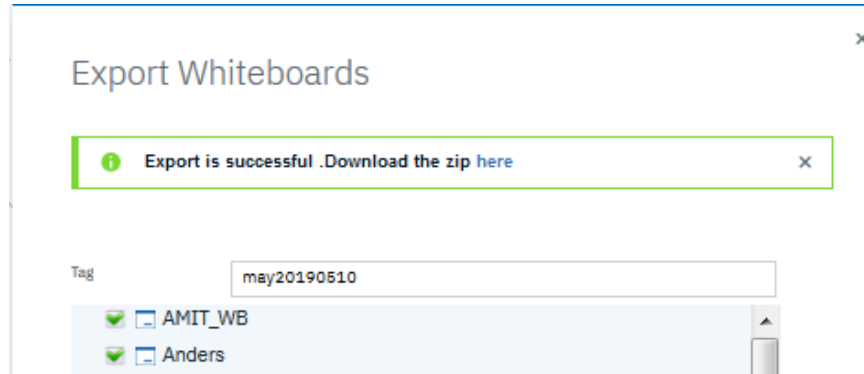 Export Whiteboards
Export is successful .Download the zip here
Tag
may20190510
AMIT_WB
Anders